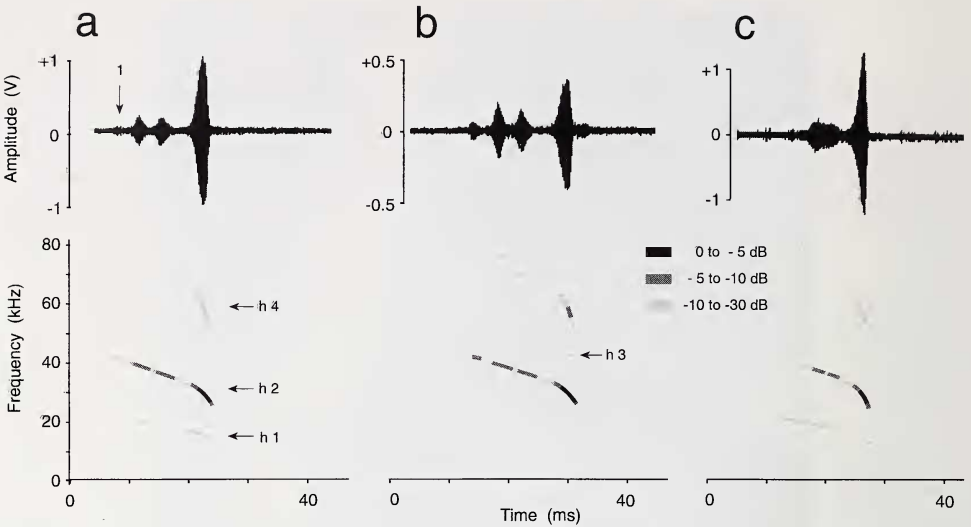 a
b
c
1
+1
0
-1
Amplitude (V)
+0.5
0
-0.5
+1
0
-1
80
60
40
20
0
Frequency (kHz)
h 4
h 2
h 1
h 3
0 to - 5 dB
- 5 to -10 dB
-10 to -30 dB
0
40
0
40
0
40
Time (ms)